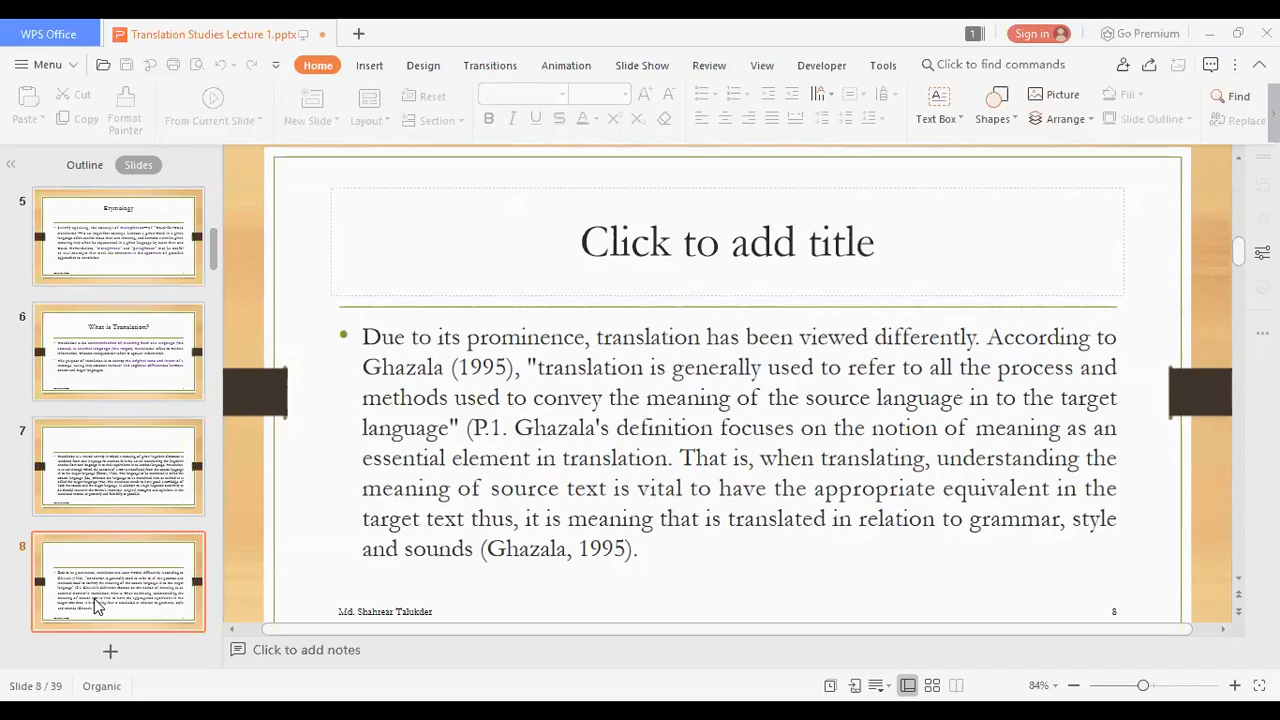 WPS Office
Translation Studies Lecture 1.pptx
1
Sign in
Go Premium
Menu
Home
Insert
Design
Transitions
Animation
Slide Show
Review
View
Developer
Tools
Click to find commands
Cut
Painter
From Current Slide
New Slide
Layout
Reset
Section
B I U S A X² X₂
Text Box
Shapes
Picture
Arrange
Fill
Slide Outline
Find
Replace
Outline
Slides
5
Etymology
6
What is Translation?
7
8
Click to add title
Due to its prominence, translation has been viewed differently. According to
Ghazala (1995), "translation is generally used to refer to all the process and
methods used to convey the meaning of the source language in to the target
language" (P.1. Ghazala's definition focuses on the notion of meaning as an
essential element in translation. That is, when translating, understanding the
meaning of source text is vital to have the appropriate equivalent in the
target text thus, it is meaning that is translated in relation to grammar, style
and sounds (Ghazala, 1995).
Md. Shahrear Talukder
8
Click to add notes
Slide 8 / 39
Organic
84%